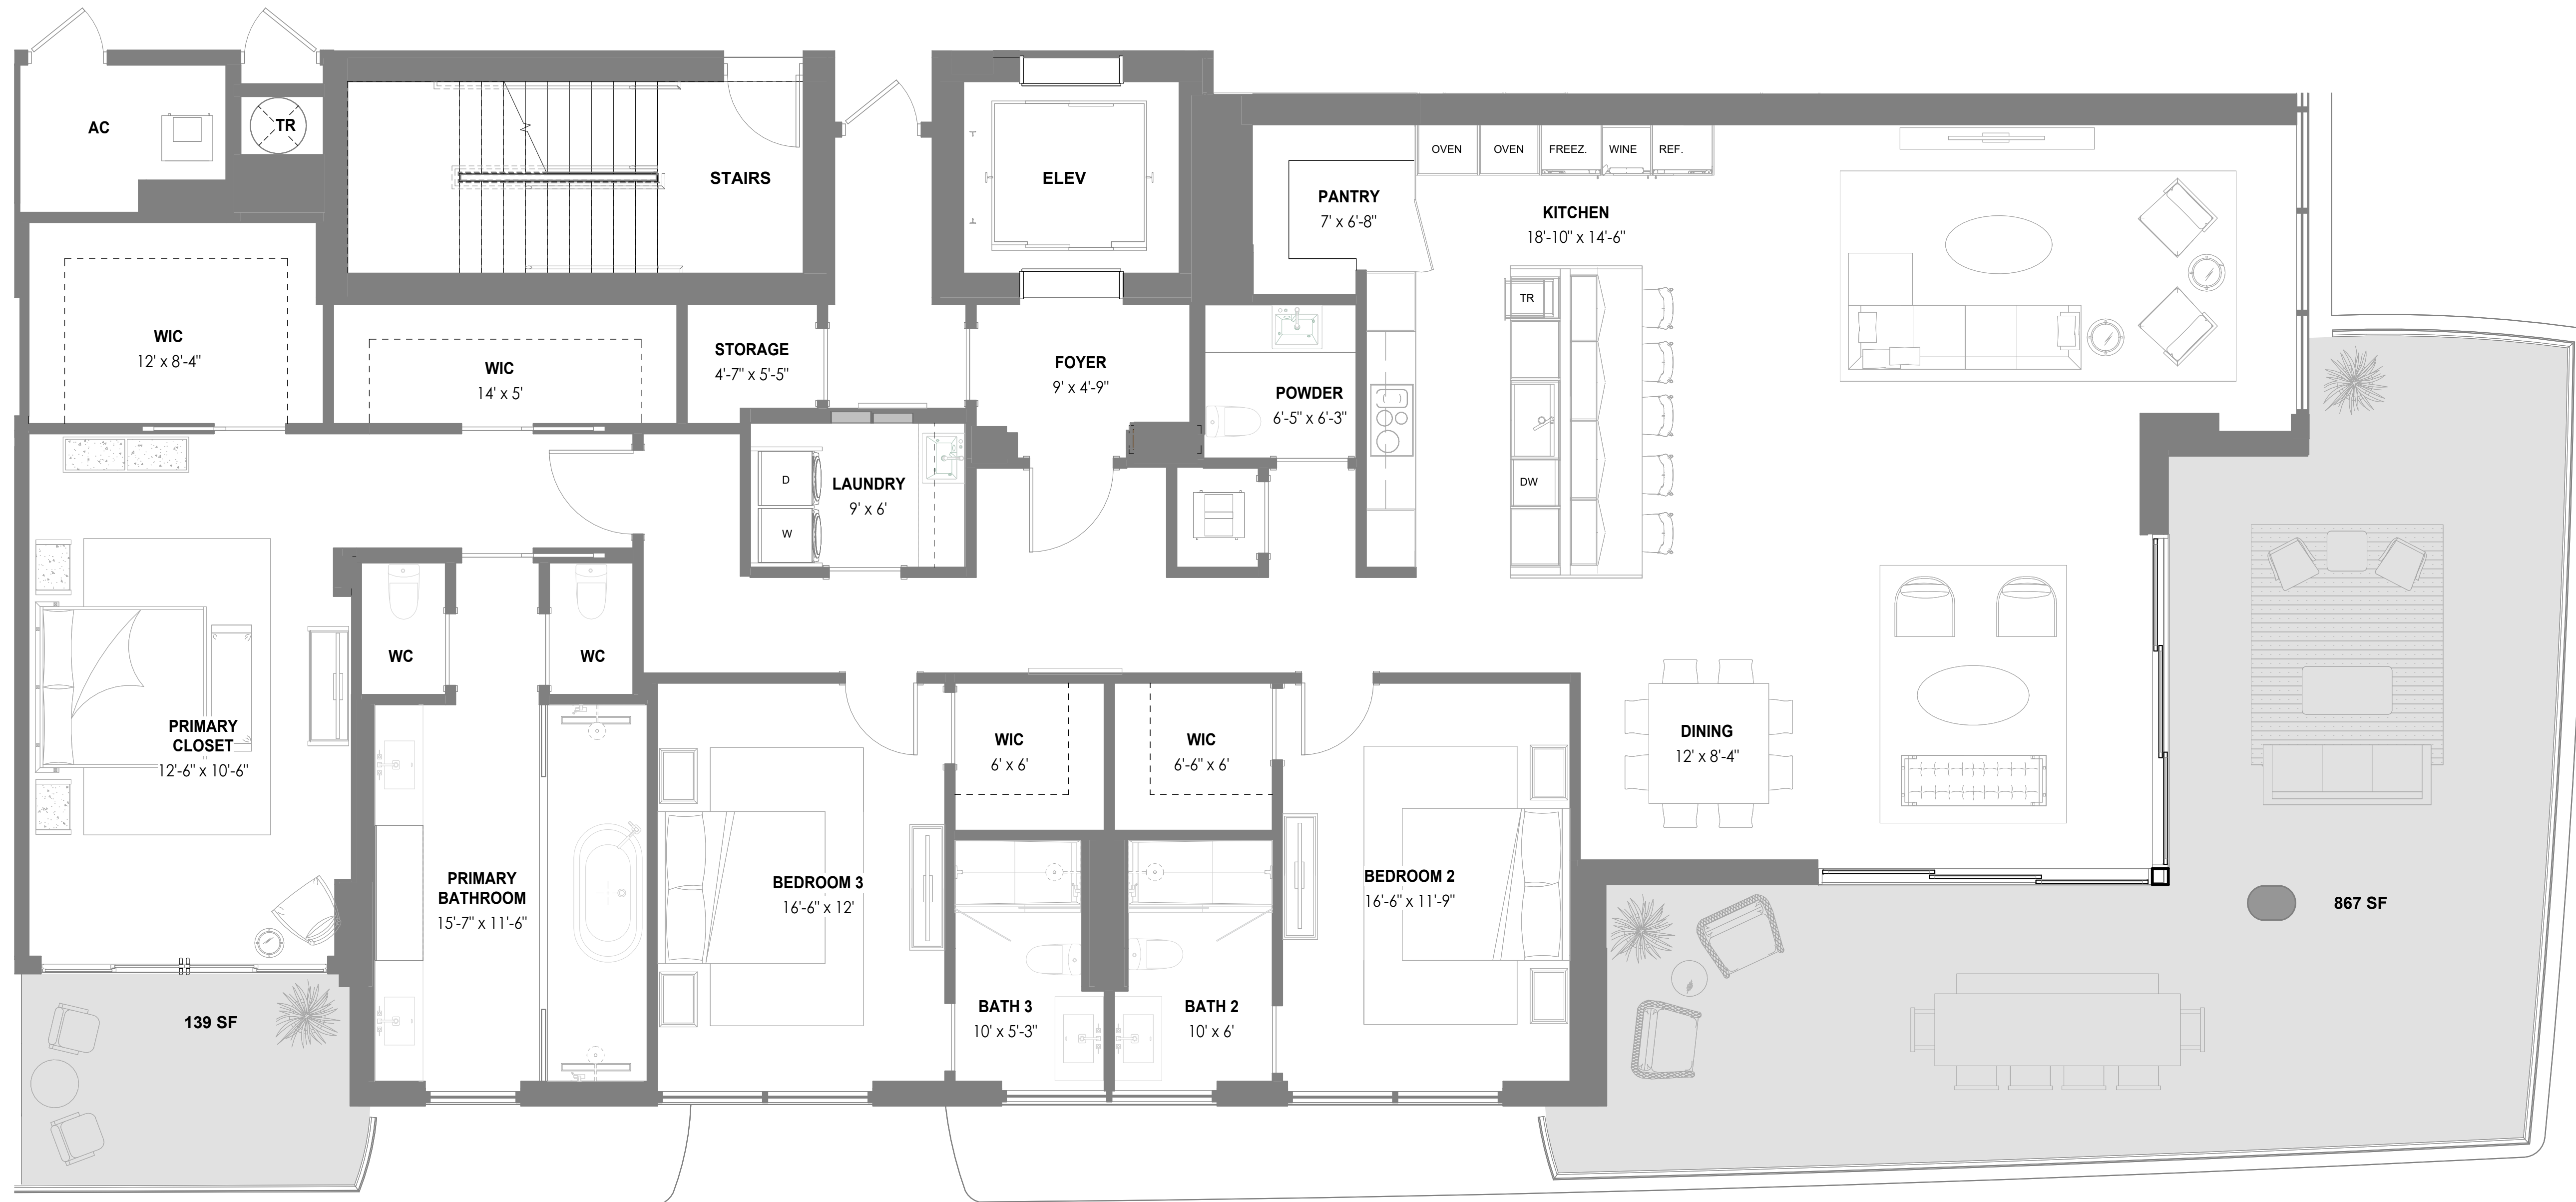 AC
TR
STAIRS
ELEV
PANTRY
7' x 6'-8"
OVEN
OVEN
FREEZ.
WINE
REF.
KITCHEN
18'-10" x 14'-6"
WIC
12' x 8'-4"
WIC
14' x 5'
STORAGE
4'-7" x 5'-5"
FOYER
9' x 4'-9"
POWDER
6'-5" x 6'-3"
TR
DW
D
W
LAUNDRY
9' x 6'
WC
WC
PRIMARY
CLOSET
12'-6" x 10'-6"
WIC
6' x 6'
WIC
6'-6" x 6'
DINING
12' x 8'-4"
PRIMARY
BATHROOM
15'-7" x 11'-6"
BEDROOM 3
16'-6" x 12'
BEDROOM 2
16'-6" x 11'-9"
867 SF
139 SF
BATH 3
10' x 5'-3"
BATH 2
10' x 6'